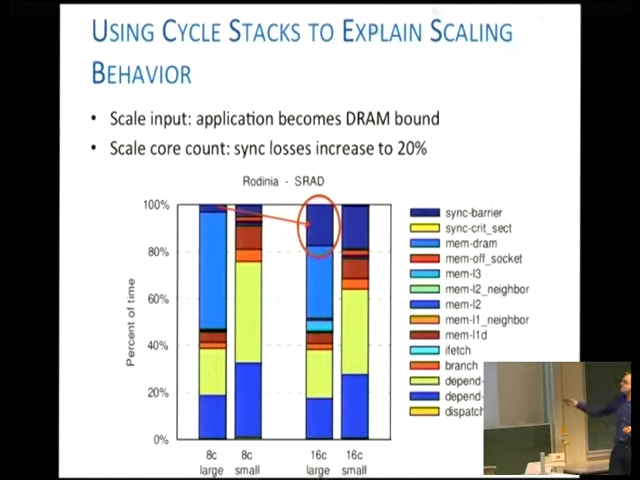 USING CYCLE STACKS TO EXPLAIN SCALING
BEHAVIOR
• Scale input: application becomes DRAM bound
• Scale core count: sync losses increase to 20%
Rodinia - SRAD
Percent of time
100%
80%
60%
40%
20%
0%
8c large
8c small
16c large
16c small
sync-barrier
sync-crit_sect
mem-dram
mem-off_socket
mem-l3
mem-l2_neighbor
mem-l2
mem-l1_neighbor
mem-l1d
ifetch
branch
depend-
depend-
dispatch